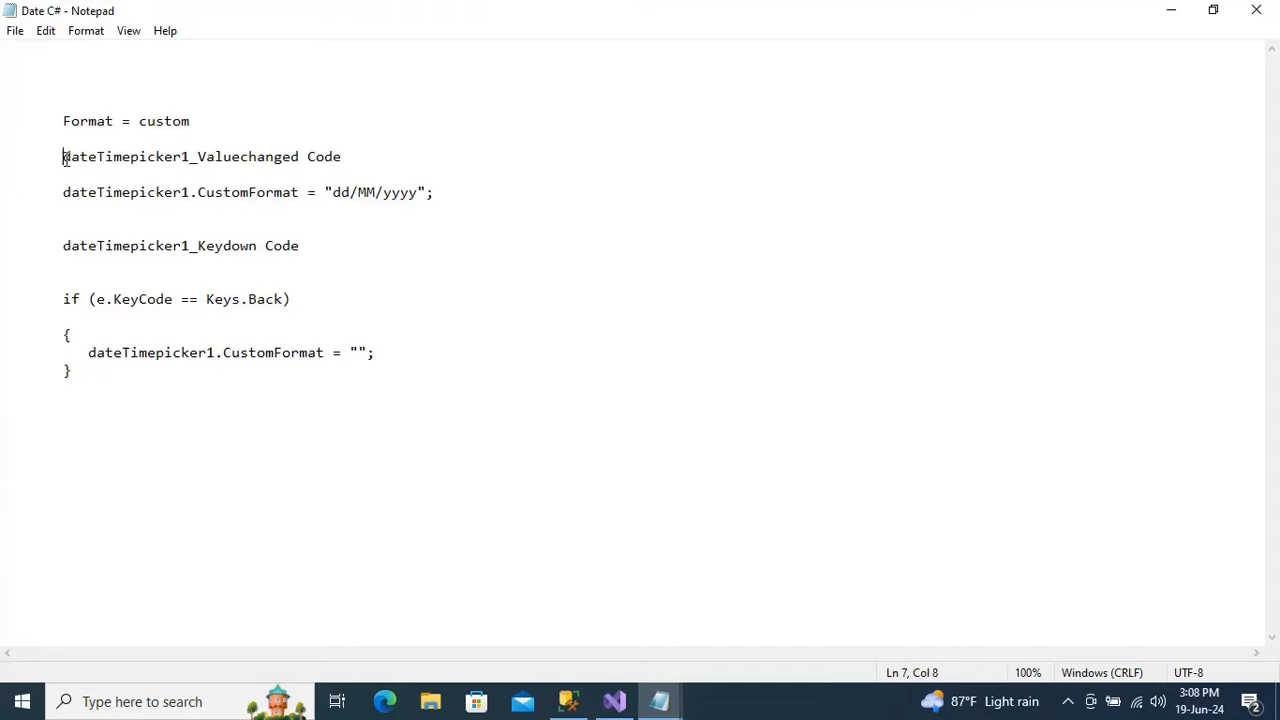 Date C# - Notepad
File Edit Format View Help
Format = custom
dateTimepicker1_Valuechanged Code
dateTimepicker1.CustomFormat = "dd/MM/yyyy";
dateTimepicker1_Keydown Code
if (e.KeyCode == Keys.Back)
{
dateTimepicker1.CustomFormat = "";
}
Ln 7, Col 8 100% Windows (CRLF) UTF-8
Type here to search 87°F Light rain 3:08 PM
19-Jun-24 2